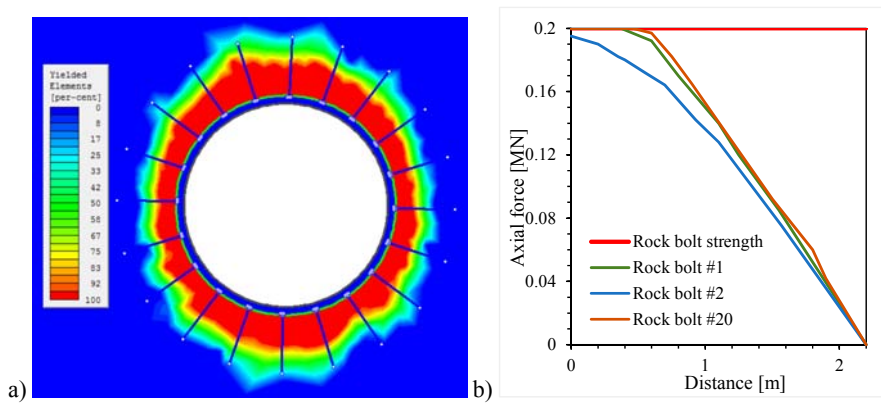 a)
Yielded
Elements
[per-cent]
0
8
17
25
33
42
50
58
67
75
83
92
100
b)
Axial force [MN]
0.2
0.16
0.12
0.08
0.04
0
Rock bolt strength
Rock bolt #1
Rock bolt #2
Rock bolt #20
0
1
2
Distance [m]